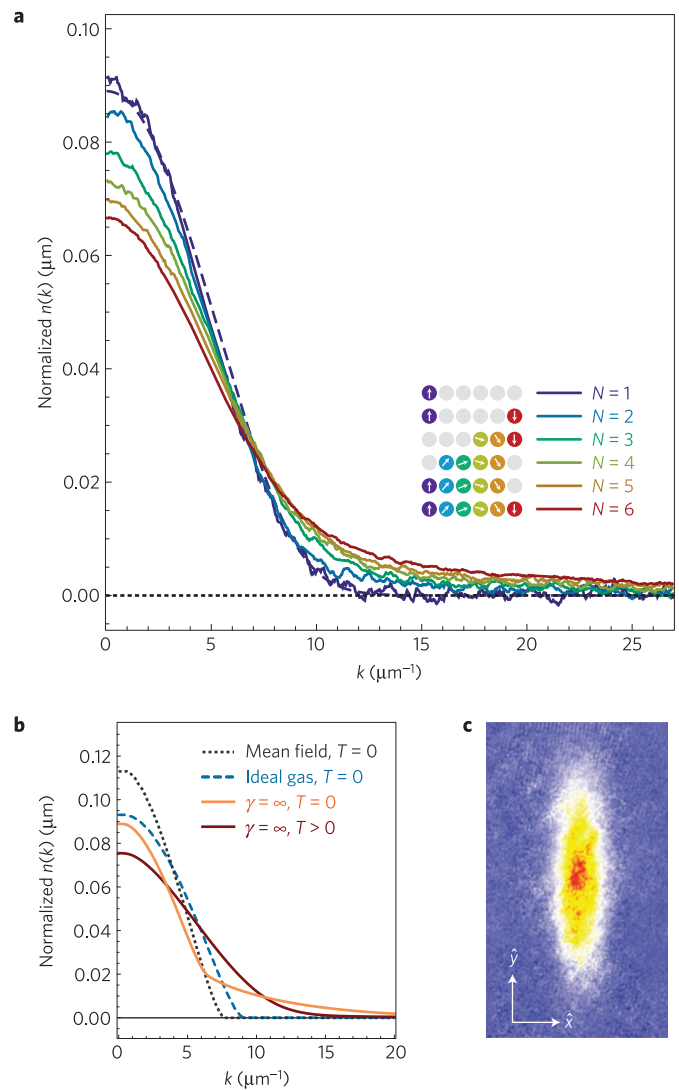 a
0.10
0.08
0.06
0.04
0.02
0.00
Normalized n(k) (μm)
N = 1
N = 2
N = 3
N = 4
N = 5
N = 6
0 5 10 15 20 25
k (μm⁻¹)
b
0.12
0.10
0.08
0.06
0.04
0.02
0.00
Normalized n(k) (μm)
Mean field, T = 0
Ideal gas, T = 0
γ = ∞, T = 0
γ = ∞, T > 0
0 5 10 15 20
k (μm⁻¹)
c
ŷ
x̂